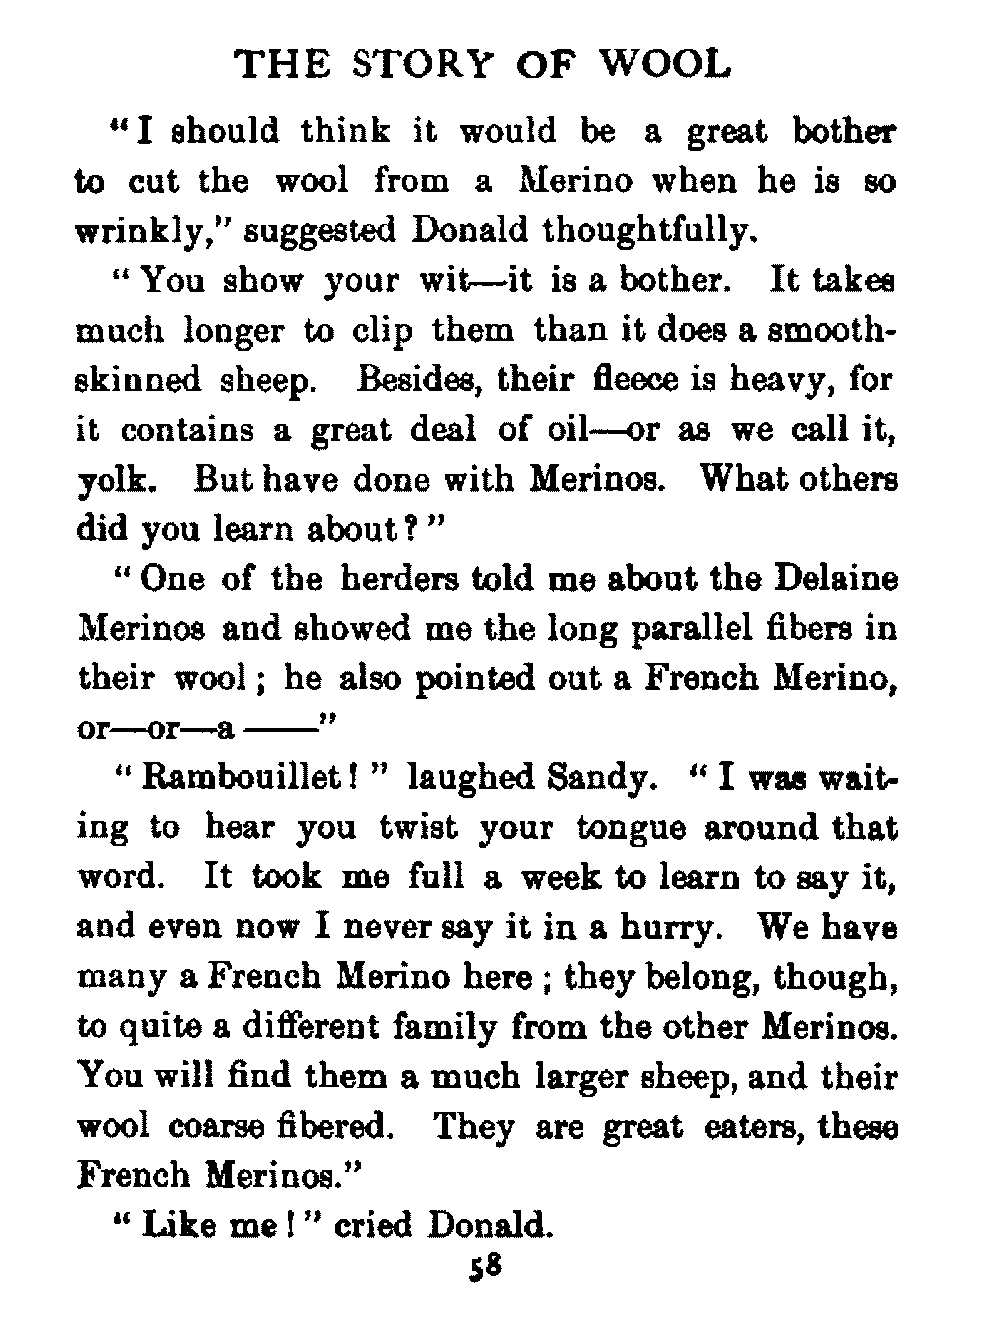 THE STORY OF WOOL
“I should think it would be a great bother
to cut the wool from a Merino when he is so
wrinkly,” suggested Donald thoughtfully.
“You show your wit—it is a bother. It takes
much longer to clip them than it does a smooth-
skinned sheep. Besides, their fleece is heavy, for
it contains a great deal of oil—or as we call it,
yolk. But have done with Merinos. What others
did you learn about?”
“One of the herders told me about the Delaine
Merinos and showed me the long parallel fibers in
their wool; he also pointed out a French Merino,
or—or—a ——”
“Rambouillet!” laughed Sandy. “I was wait-
ing to hear you twist your tongue around that
word. It took me full a week to learn to say it,
and even now I never say it in a hurry. We have
many a French Merino here; they belong, though,
to quite a different family from the other Merinos.
You will find them a much larger sheep, and their
wool coarse fibered. They are great eaters, these
French Merinos.”
“Like me!” cried Donald.
58